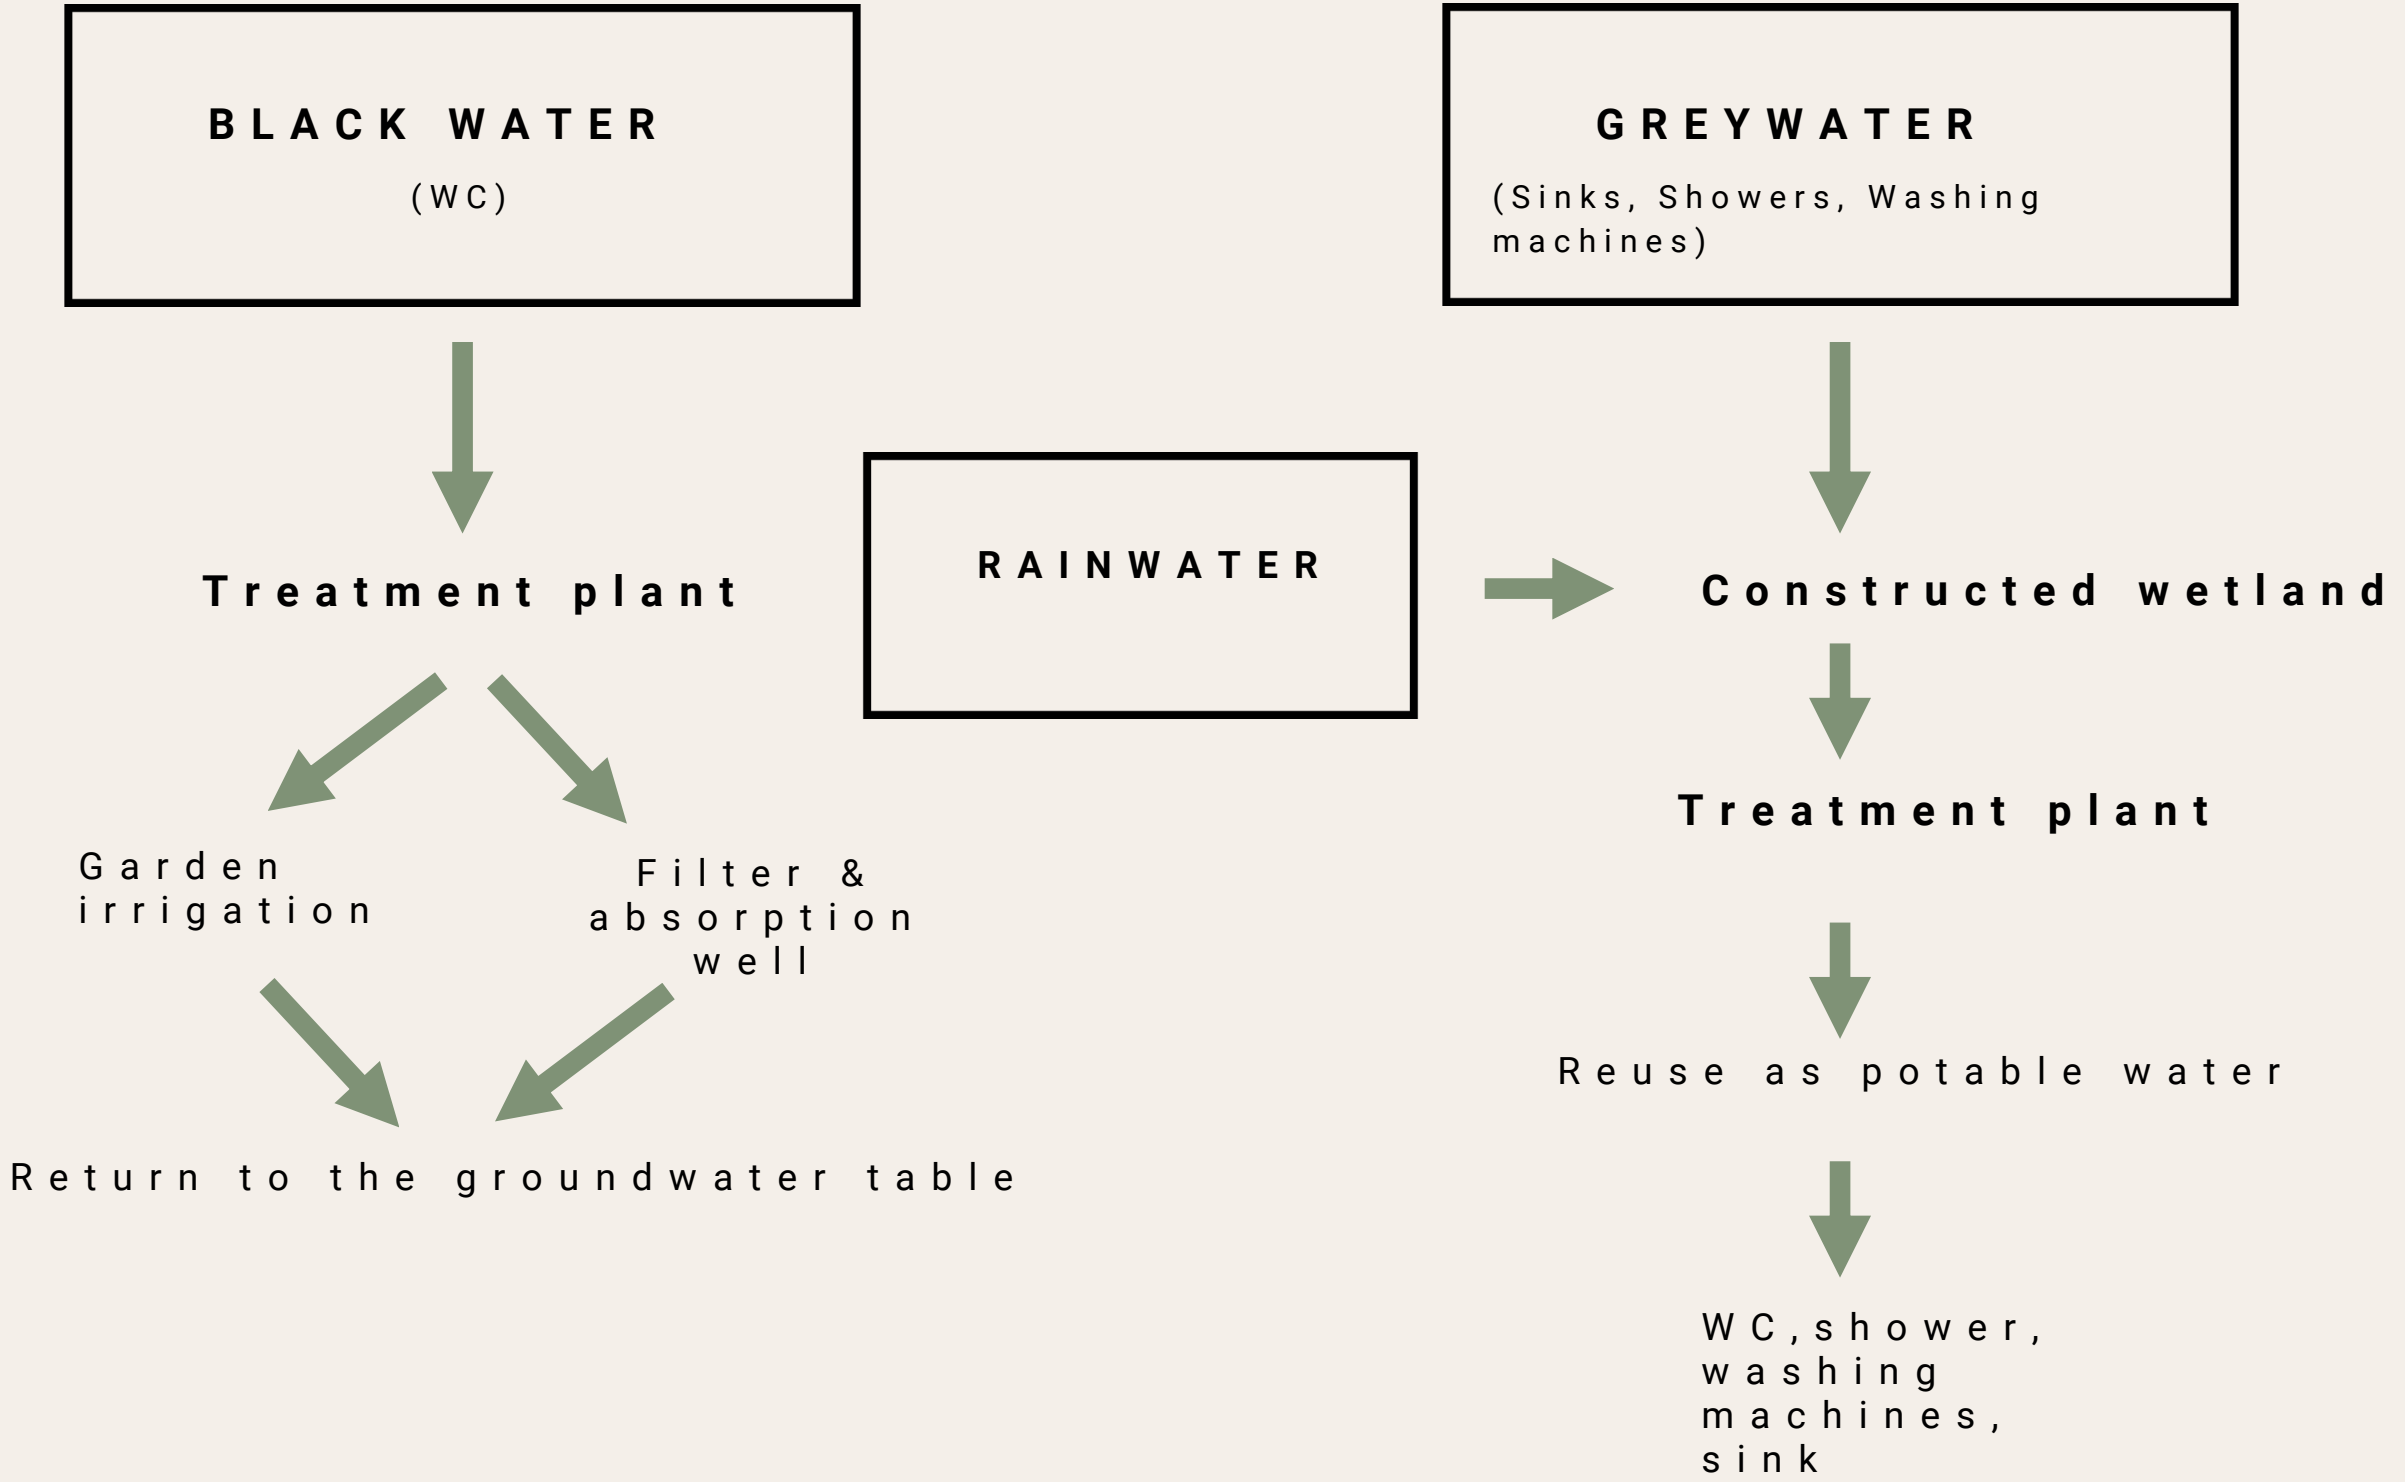 BLACK WATER
(WC)
GREYWATER
(Sinks, Showers, Washing
machines)
RAINWATER
Treatment plant
Constructed wetland
Treatment plant
Garden
irrigation
Filter &
absorption
well
Reuse as potable water
Return to the groundwater table
WC,shower,
washing
machines,
sink